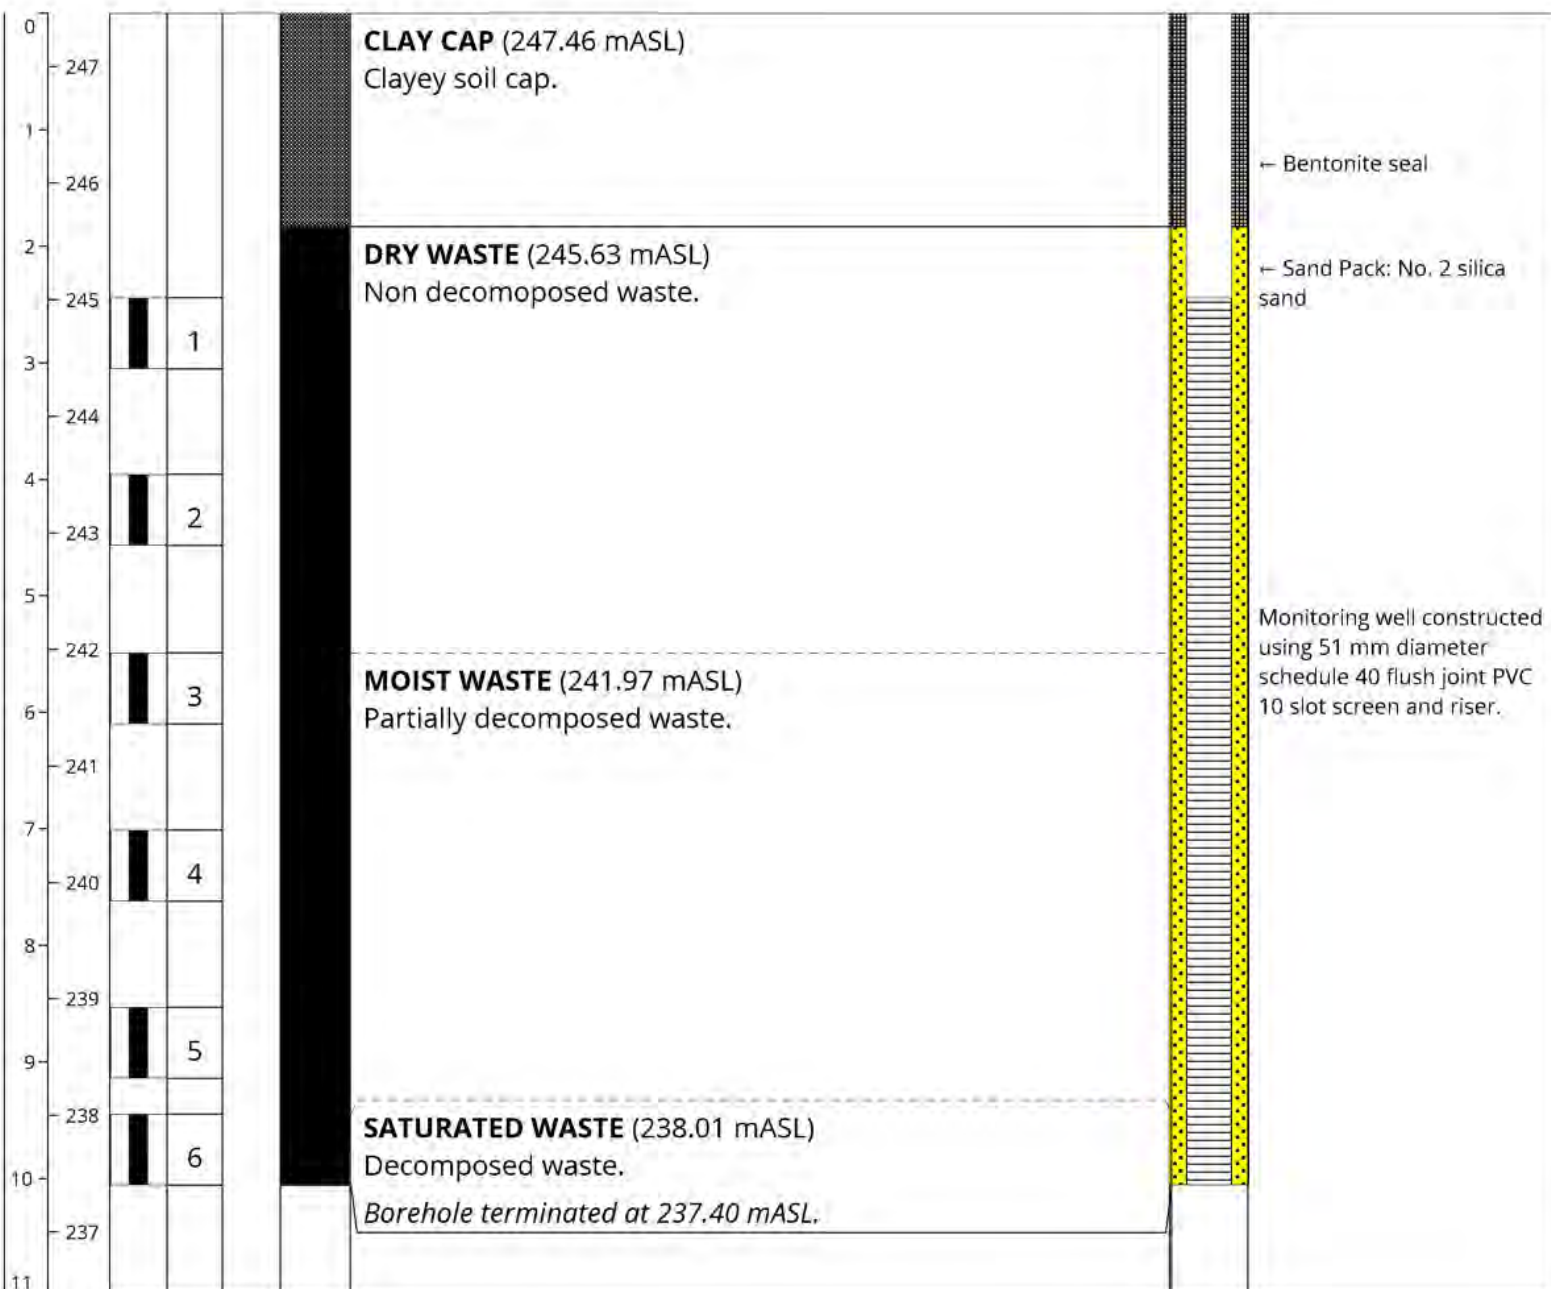 0
247
1
246
2
245
3
244
4
243
5
242
6
241
7
240
8
239
9
238
10
237
11
1
2
3
4
5
6
CLAY CAP (247.46 mASL)
Clayey soil cap.
DRY WASTE (245.63 mASL)
Non decomoposed waste.
MOIST WASTE (241.97 mASL)
Partially decomposed waste.
SATURATED WASTE (238.01 mASL)
Decomposed waste.
Borehole terminated at 237.40 mASL.
← Bentonite seal
← Sand Pack: No. 2 silica
sand
Monitoring well constructed
using 51 mm diameter
schedule 40 flush joint PVC
10 slot screen and riser.